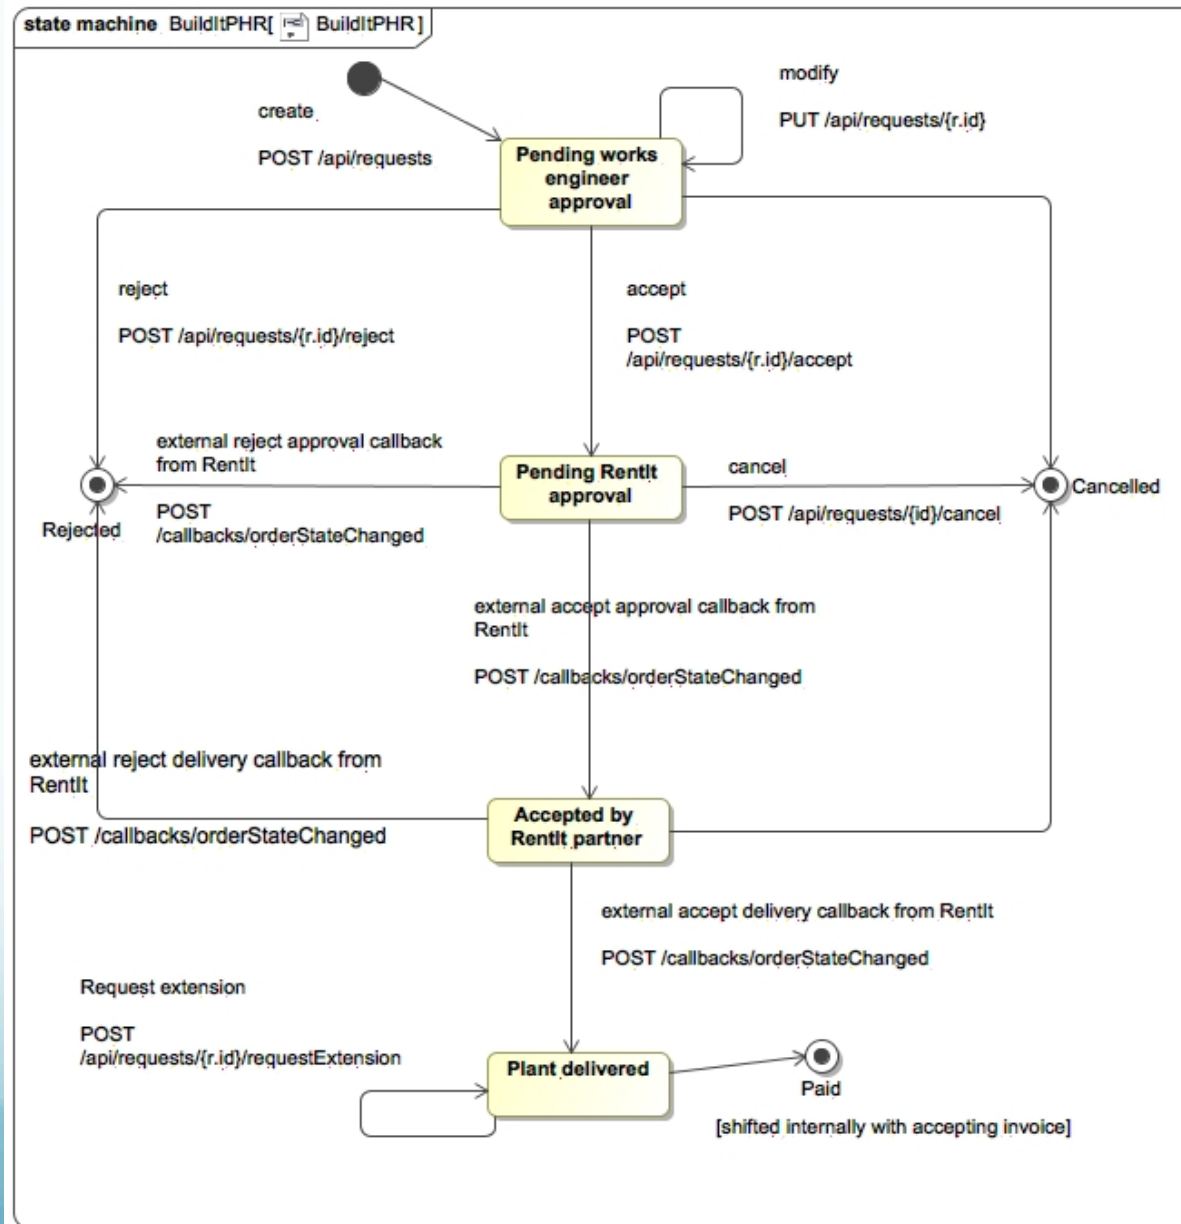 state machine BuildItPHR[ BuildItPHR ]
modify
create
PUT /api/requests/{r.id}
POST /api/requests
Pending works
engineer
approval
reject
accept
POST /api/requests/{r.id}/reject
POST
/api/requests/{r.id}/accept
external reject approval callback
from RentIt
Pending RentIt
approval
cancel
Cancelled
Rejected
POST
/callbacks/orderStateChanged
POST /api/requests/{id}/cancel
external accept approval callback from
RentIt
POST /callbacks/orderStateChanged
external reject delivery callback from
RentIt
POST /callbacks/orderStateChanged
Accepted by
RentIt partner
external accept delivery callback from RentIt
POST /callbacks/orderStateChanged
Request extension
POST
/api/requests/{r.id}/requestExtension
Plant delivered
Paid
[shifted internally with accepting invoice]